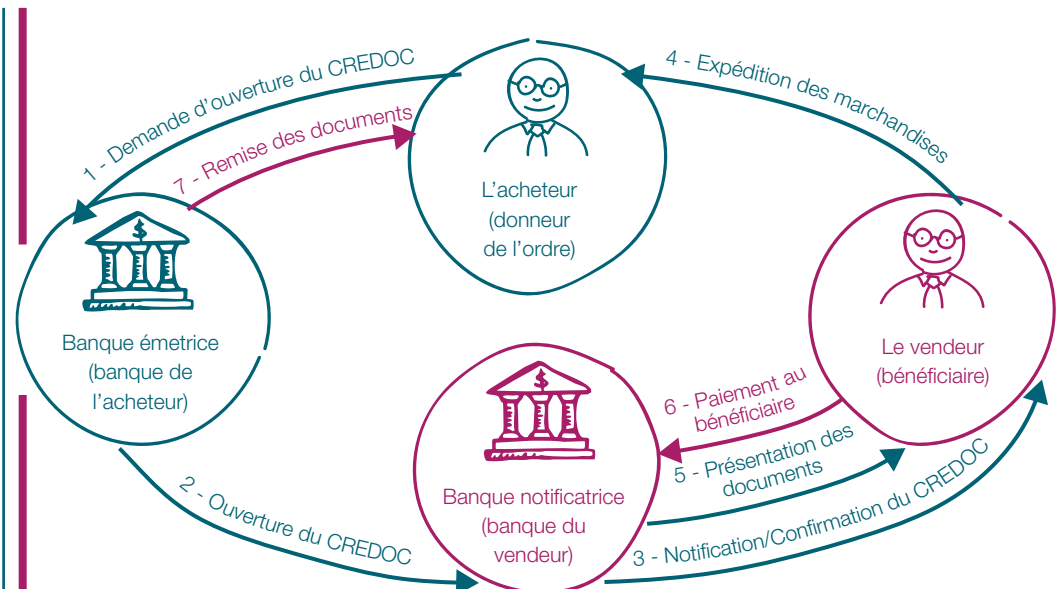 1 - Demande d'ouverture du CREDOC
7 - Remise des documents
4 - Expédition des marchandises
$
L'acheteur
(donneur
de l'ordre)
$
Banque émetrice
(banque de
l'acheteur)
Le vendeur
(bénéficiaire)
6 - Paiement au
bénéficiaire
5 - Présentation des
documents
$
Banque notificatrice
(banque du
vendeur)
2 - Ouverture du CREDOC
3 - Notification/Confirmation du CREDOC